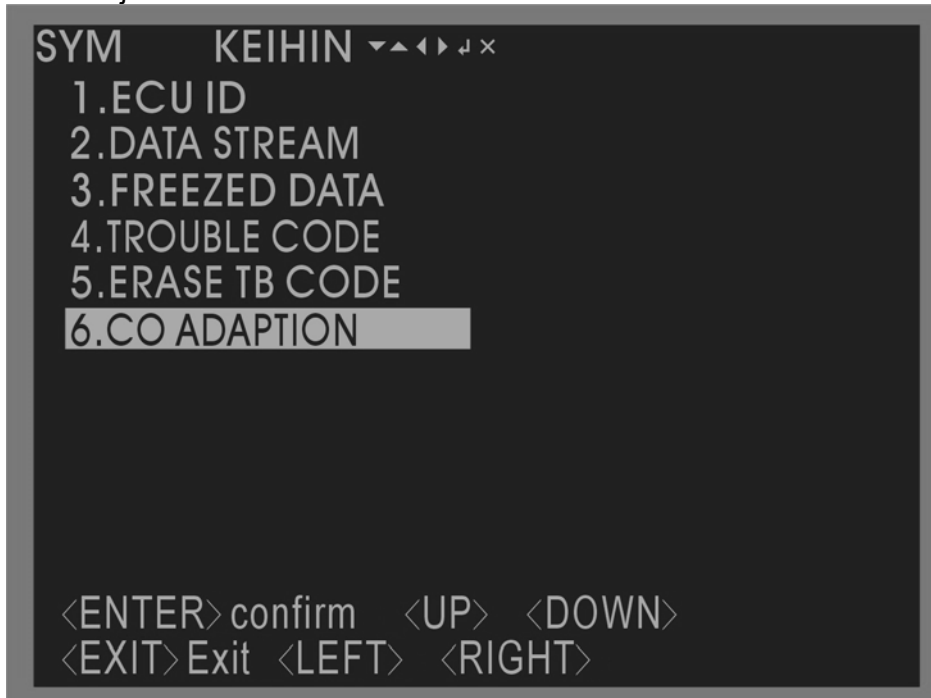 SYM KEIHIN ▼▲◀▶↲×
1.ECU ID
2.DATA STREAM
3.FREEZED DATA
4.TROUBLE CODE
5.ERASE TB CODE
6.CO ADAPTION
<ENTER> confirm <UP> <DOWN>
<EXIT> Exit <LEFT> <RIGHT>